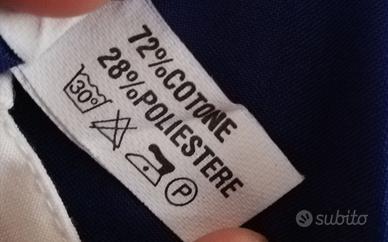 72%COTONE
28%POLIESTERE
30°
P
subito